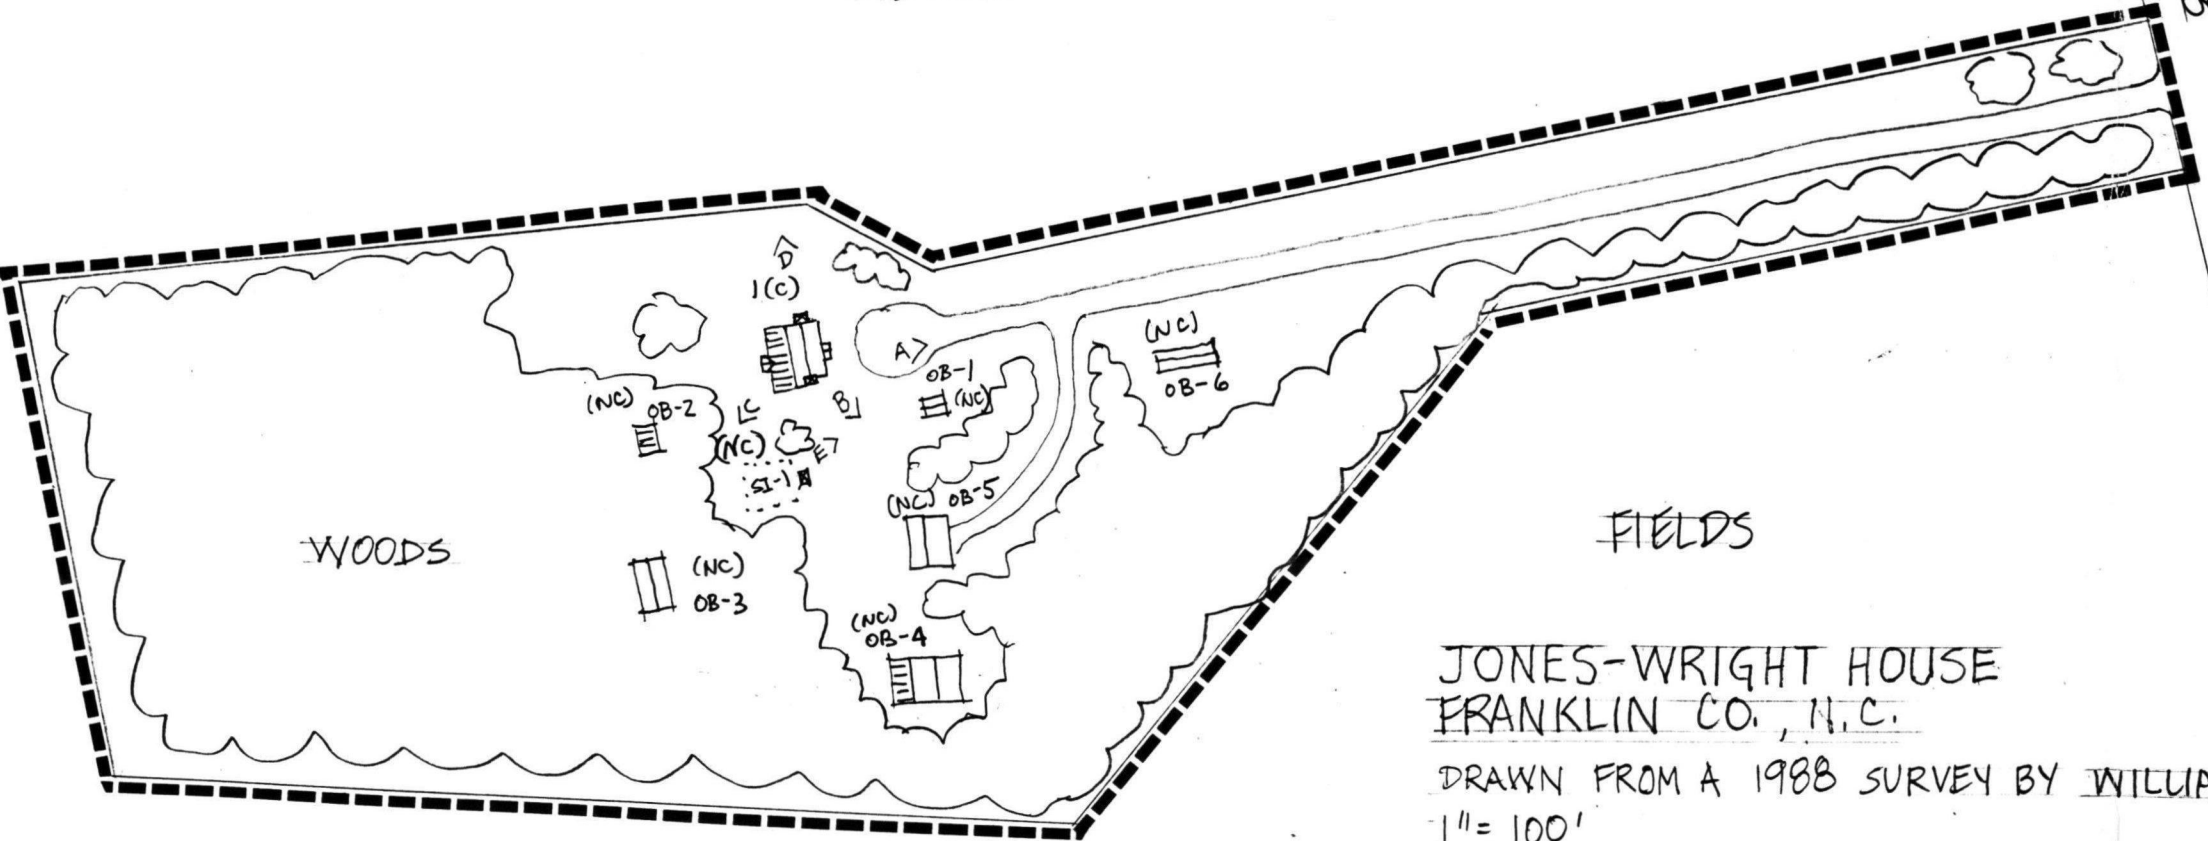 D
1(C)
(NC)
A
OB-1
OB-6
(NC)
(NC)
OB-2
C
B
(NC)
E
SI-1
OB-5
(NC)
WOODS
FIELDS
(NC)
OB-3
(NC)
OB-4
JONES-WRIGHT HOUSE
FRANKLIN CO., N.C.
DRAWN FROM A 1988 SURVEY BY
1"= 100'